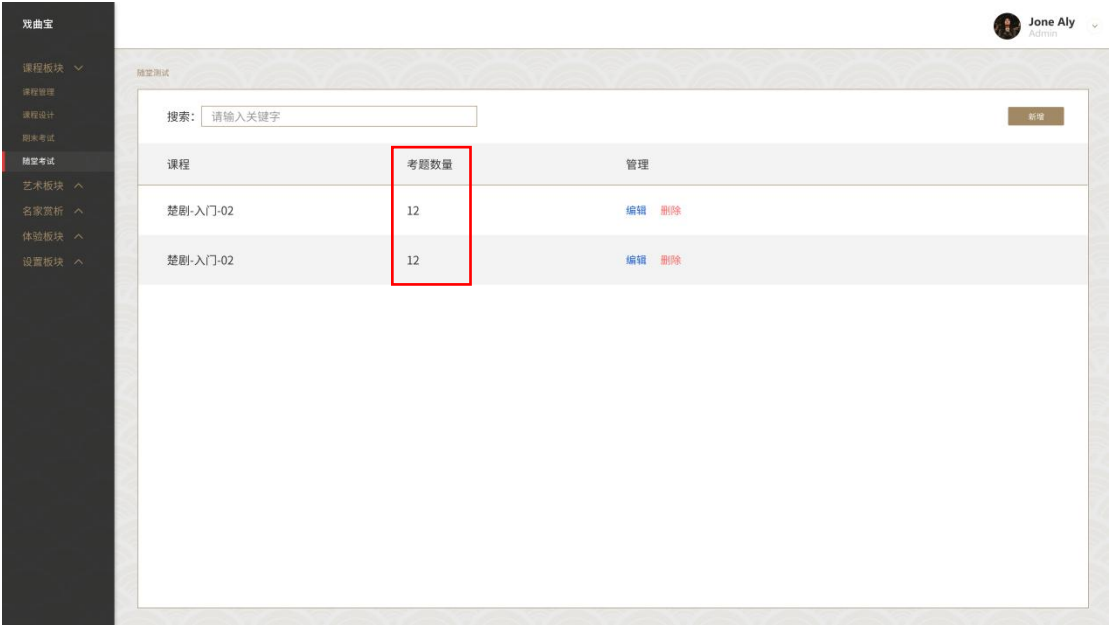 戏曲宝
Jone Aly
Admin
课程板块
课程管理
课程设计
期末考试
随堂考试
艺术板块
名家赏析
体验板块
设置板块
随堂测试
搜索： 请输入关键字
新增
课程 考题数量 管理
楚剧-入门-02 12 编辑 删除
楚剧-入门-02 12 编辑 删除